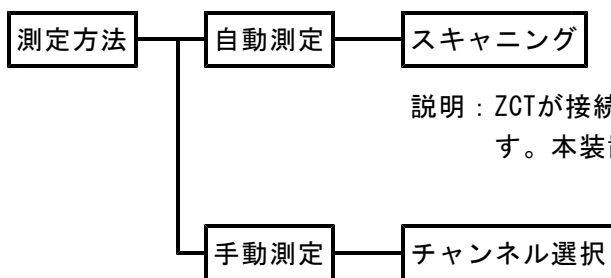 測定方法
自動測定
スキャニング
説明：ZCTが接続
す。本装
手動測定
チャンネル選択